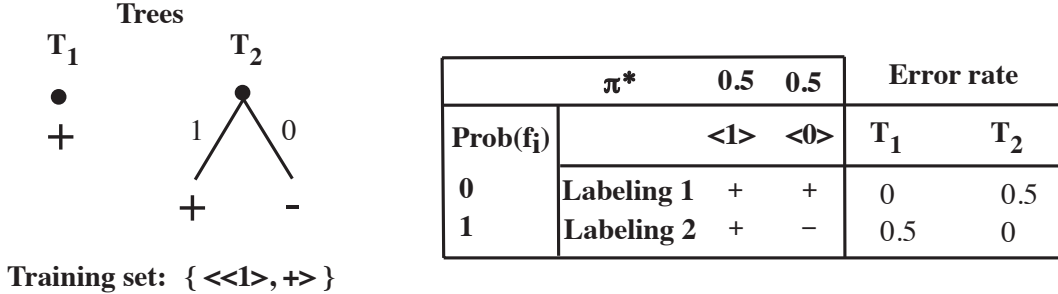 Trees
T1 T2
+
1 0
+ -
Training set: { <<1>, +> }
π* 0.5 0.5 Error rate
Prob(fi) <1> <0> T1 T2
0 Labeling 1 + + 0 0.5
1 Labeling 2 + − 0.5 0